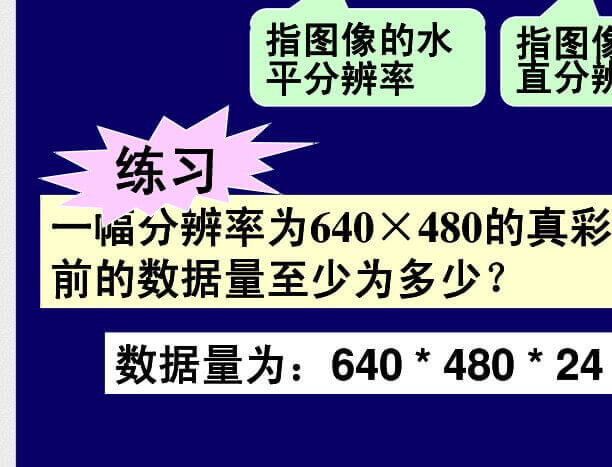 指图像的水
平分辨率
指图像
直分辨
练习
一幅分辨率为640×480的真彩
前的数据量至少为多少?
数据量为：640 * 480 * 24